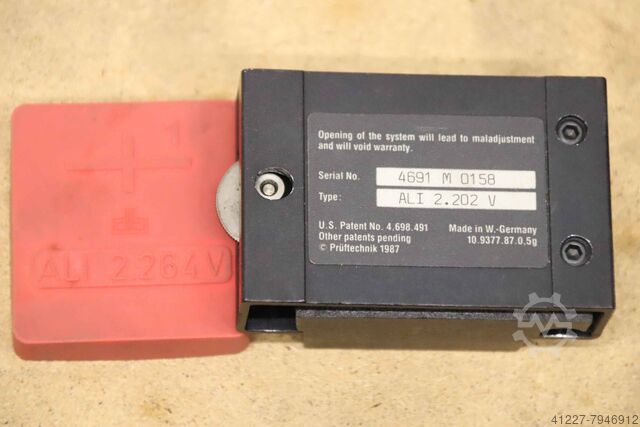 1
ALI 2.264 V
Opening of the system will lead to maladjustment
and will void warranty.
Serial No. 4691 M 0158
Type: ALI 2.202 V
U.S. Patent No. 4.698.491 Made in W.-Germany
Other patents pending 10.9377.87.0.5g
© Prüftechnik 1987
41227-7946912